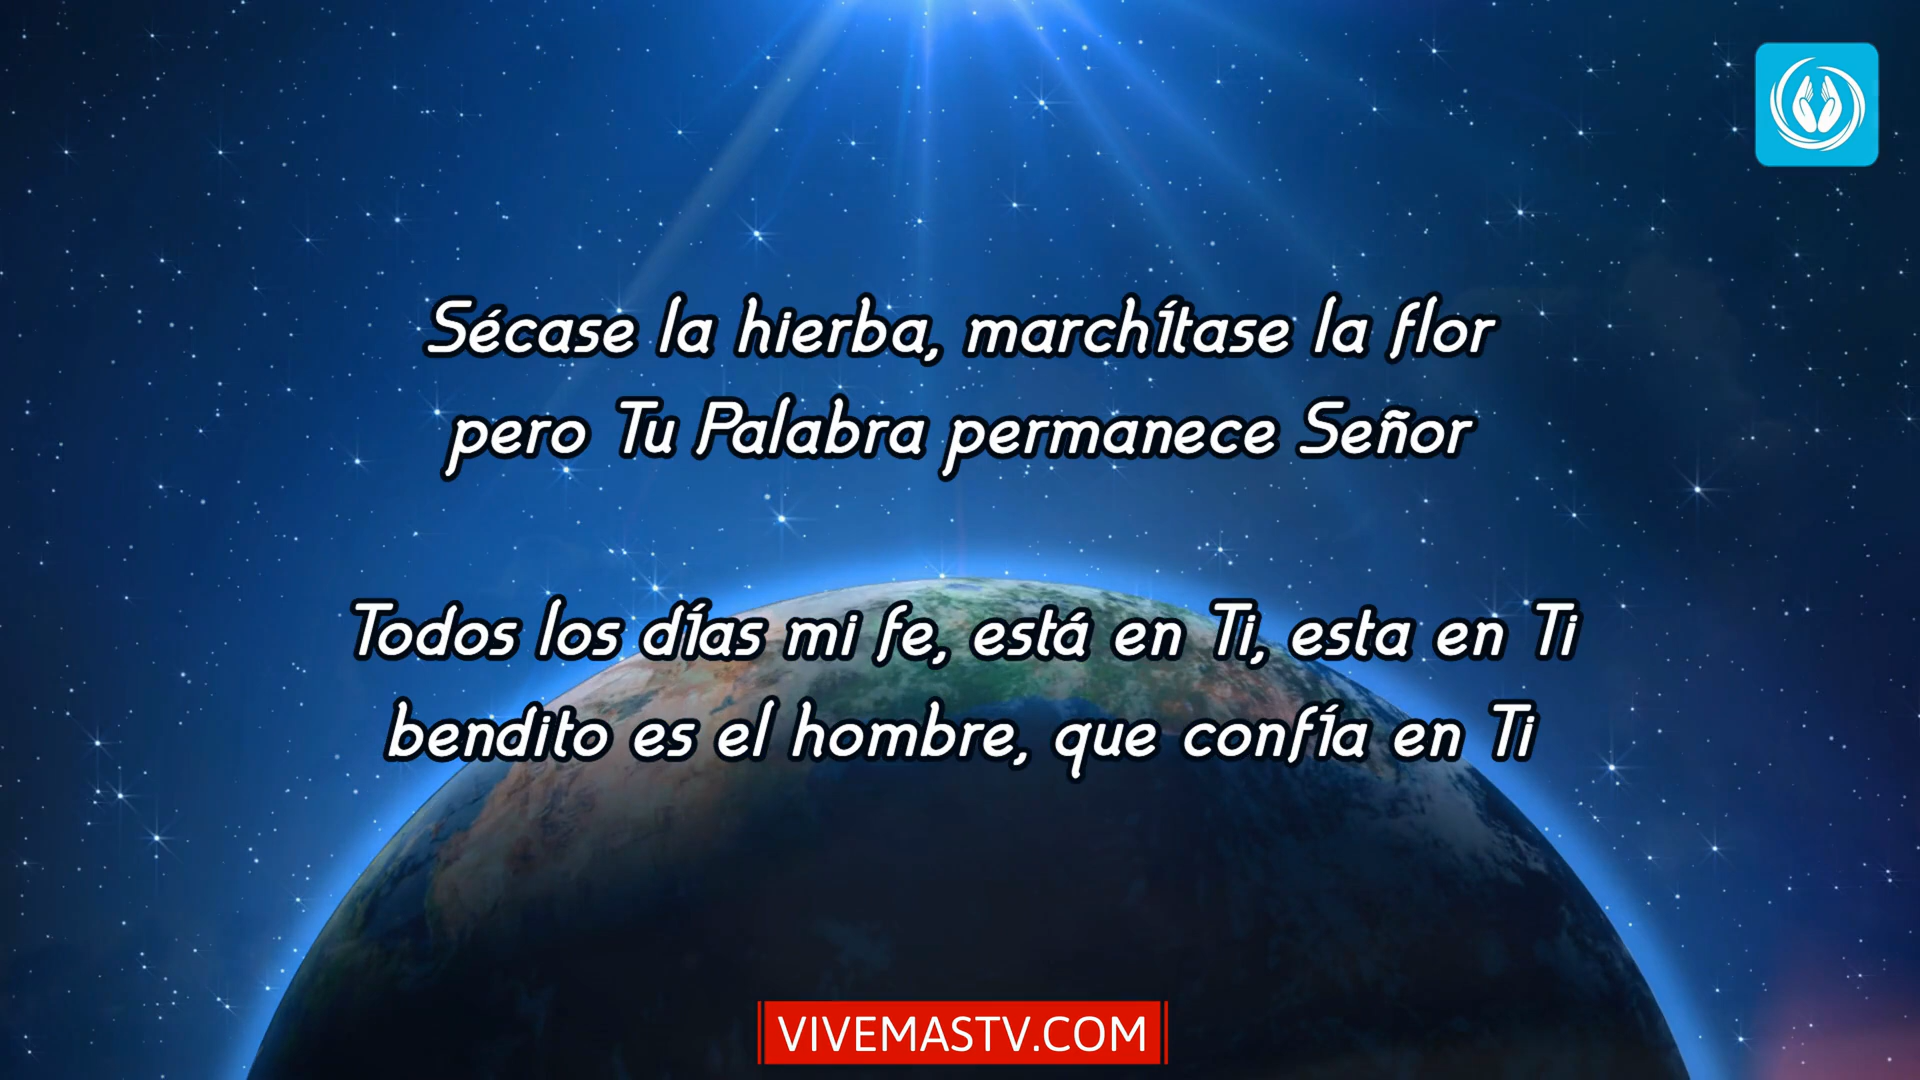 Sécase la hierba, marchítase la flor
pero Tu Palabra permanece Señor
Todos los días mi fe, está en Ti, esta en Ti
bendito es el hombre, que confía en Ti
VIVEMASTV.COM